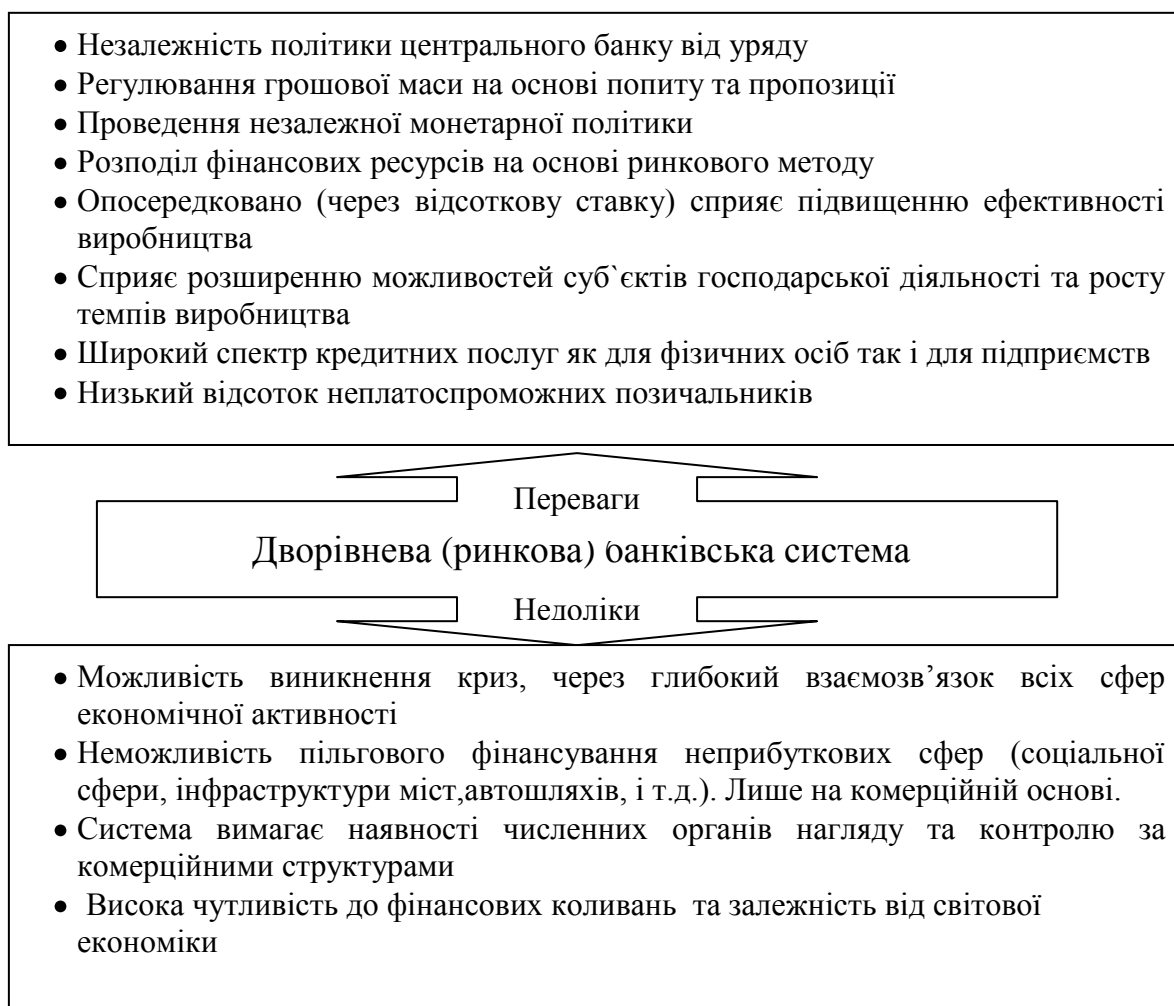 • Незалежність політики центрального банку від уряду
• Регулювання грошової маси на основі попиту та пропозиції
• Проведення незалежної монетарної політики
• Розподіл фінансових ресурсів на основі ринкового методу
• Опосередковано (через відсоткову ставку) сприяє підвищенню ефективності
виробництва
• Сприяє розширенню можливостей суб`єктів господарської діяльності та росту
темпів виробництва
• Широкий спектр кредитних послуг як для фізичних осіб так і для підприємств
• Низький відсоток неплатоспроможних позичальників
Переваги
Дворівнева (ринкова) банківська система
Недоліки
• Можливість виникнення криз, через глибокий взаємозв’язок всіх сфер
економічної активності
• Неможливість пільгового фінансування неприбуткових сфер (соціальної
сфери, інфраструктури міст,автошляхів, і т.д.). Лише на комерційній основі.
• Система вимагає наявності численних органів нагляду та контролю за
комерційними структурами
• Висока чутливість до фінансових коливань та залежність від світової
економіки